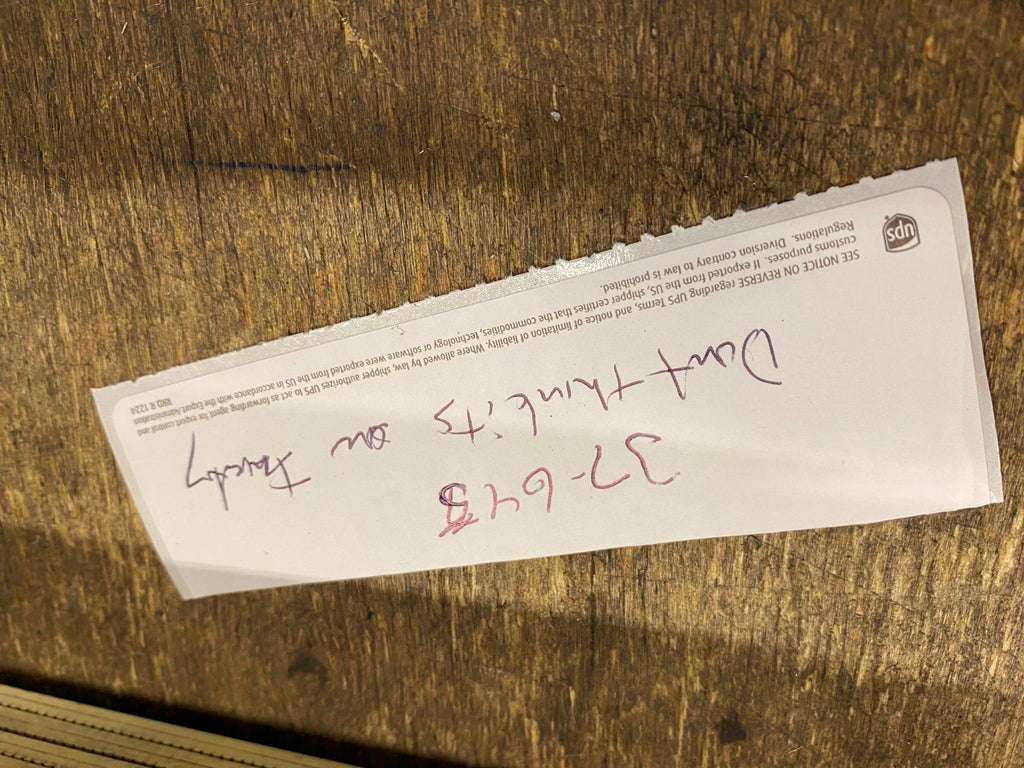 37-645
Dont think its on
SEE NOTICE ON REVERSE regarding UPS Terms, and notice of limitation of liability. Where allowed by law, shipper authorizes UPS to act as forwarding agent for export control and
customs purposes. If exported from the US, shipper certifies that the commodities, technology or software were exported from the US in accordance with the Export Administration
Regulations. Diversion contrary to law is prohibited. RRD R 1224
ups